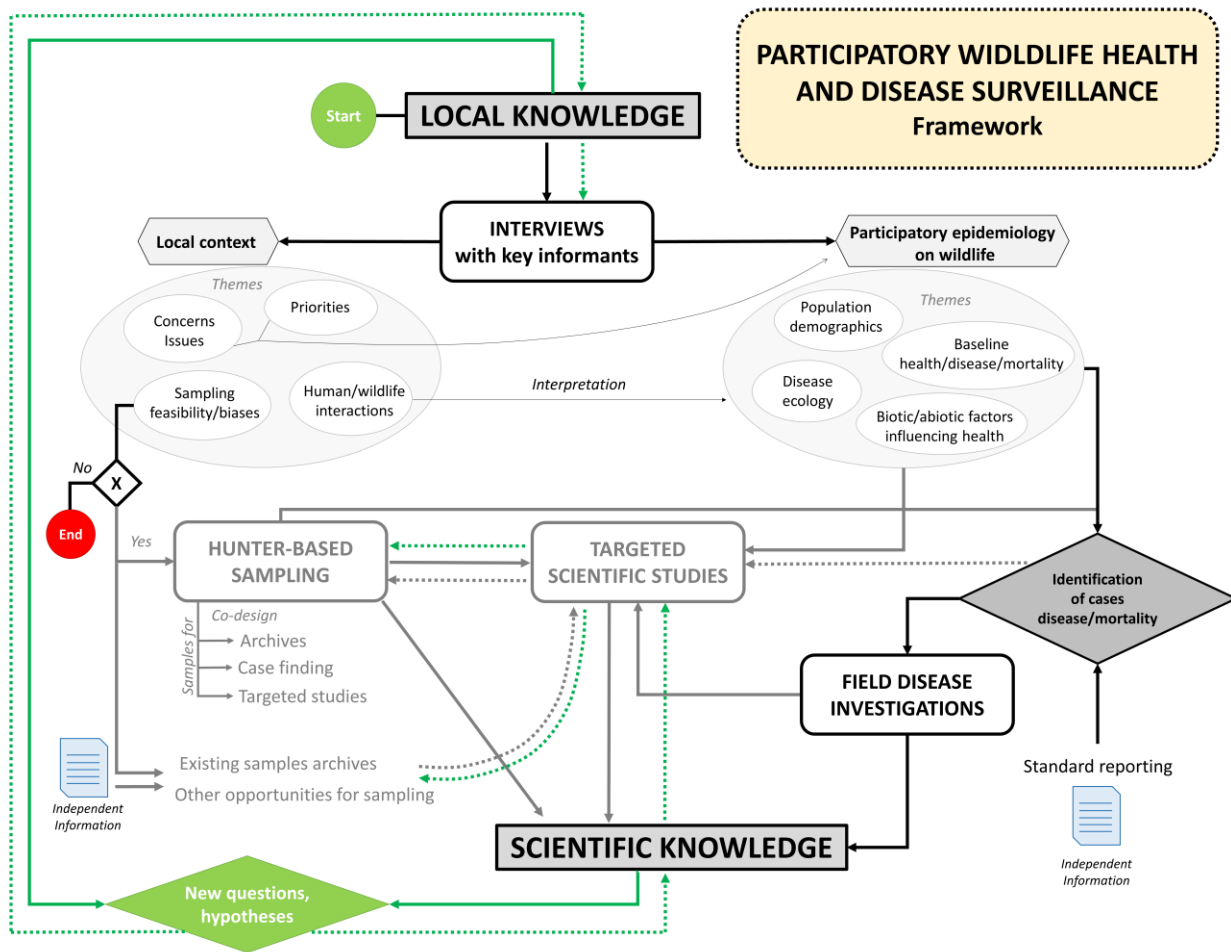 PARTICIPATORY WIDLDLIFE HEALTH
AND DISEASE SURVEILLANCE
Framework
Start
LOCAL KNOWLEDGE
INTERVIEWS
with key informants
Local context
Participatory epidemiology
on wildlife
Themes
Priorities
Concerns
Issues
Sampling
feasibility/biases
Human/wildlife
interactions
Interpretation
Themes
Population
demographics
Baseline
health/disease/mortality
Disease
ecology
Biotic/abiotic factors
influencing health
No
X
End
Yes
HUNTER-BASED
SAMPLING
TARGETED
SCIENTIFIC STUDIES
Identification
of cases
disease/mortality
Samples for
Co-design
Archives
Case finding
Targeted studies
FIELD DISEASE
INVESTIGATIONS
Existing samples archives
Other opportunities for sampling
Independent
Information
Standard reporting
Independent
Information
SCIENTIFIC KNOWLEDGE
New questions,
hypotheses